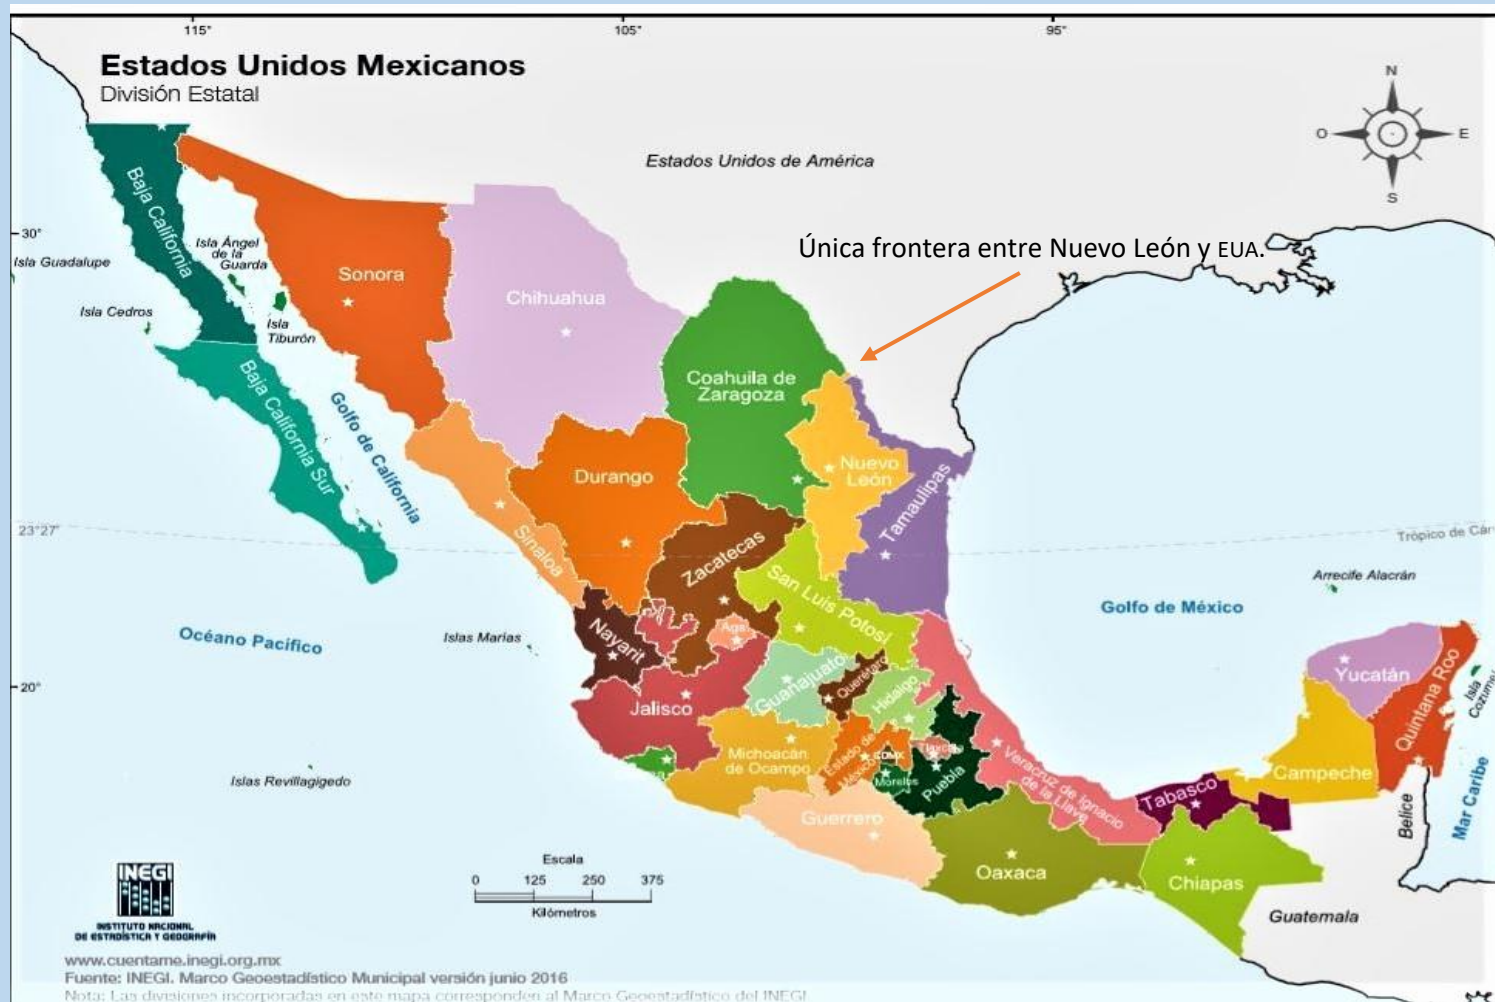 115°
105°
95°
Estados Unidos Mexicanos
División Estatal
N
O
E
S
Estados Unidos de América
30°
Única frontera entre Nuevo León y EUA.
Isla Guadalupe
Isla Ángel
de la
Guarda
Isla Cedros
Isla
Tiburón
Baja California
Sonora
Chihuahua
Coahuila de
Zaragoza
Baja California Sur
Golfo de California
Nuevo
León
Durango
Tamaulipas
23°27'
Sinaloa
Zacatecas
San Luis Potosí
Trópico de Cán
Arrecife Alacrán
Golfo de México
Océano Pacífico
Islas Marías
Nayarit
Ags.
Yucatán
Quintana Roo
Isla
Cozumel
20°
Jalisco
Guanajuato
Querétaro
Hidalgo
Michoacán
de Ocampo
Estado de
México
CDMX
Tlaxcala
Morelos
Puebla
Veracruz de Ignacio
de la Llave
Tabasco
Campeche
Belice
Mar Caribe
Islas Revillagigedo
Guerrero
Oaxaca
Chiapas
Guatemala
Escala
0 125 250 375
Kilómetros
INEGI
INSTITUTO NACIONAL
DE ESTADÍSTICA Y GEOGRAFÍA
www.cuentame.inegi.org.mx
Fuente: INEGI. Marco Geoestadístico Municipal versión junio 2016
Nota: Las divisiones incorporadas en este mapa corresponden al Marco Geoestadístico del INEGI